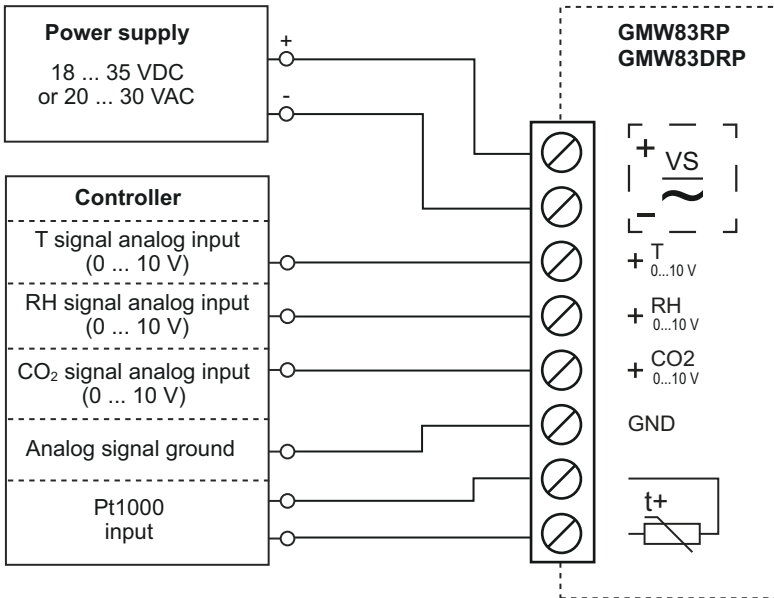 Power supply
18 ... 35 VDC
or 20 ... 30 VAC
+
-
Controller
T signal analog input
(0 ... 10 V)
RH signal analog input
(0 ... 10 V)
CO₂ signal analog input
(0 ... 10 V)
Analog signal ground
Pt1000
input
GMW83RP
GMW83DRP
+
VS
~
-
+ T
0...10 V
+ RH
0...10 V
+ CO2
0...10 V
GND
t+